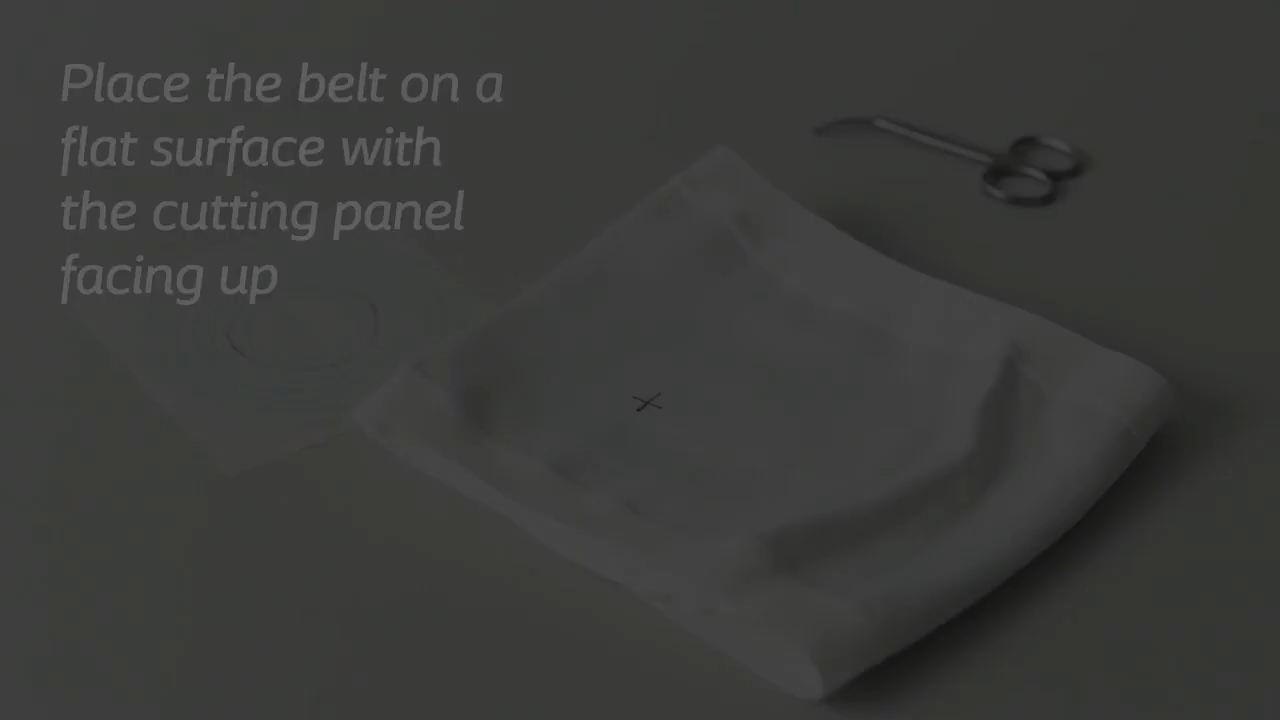 Place the belt on a
flat surface with
the cutting panel
facing up